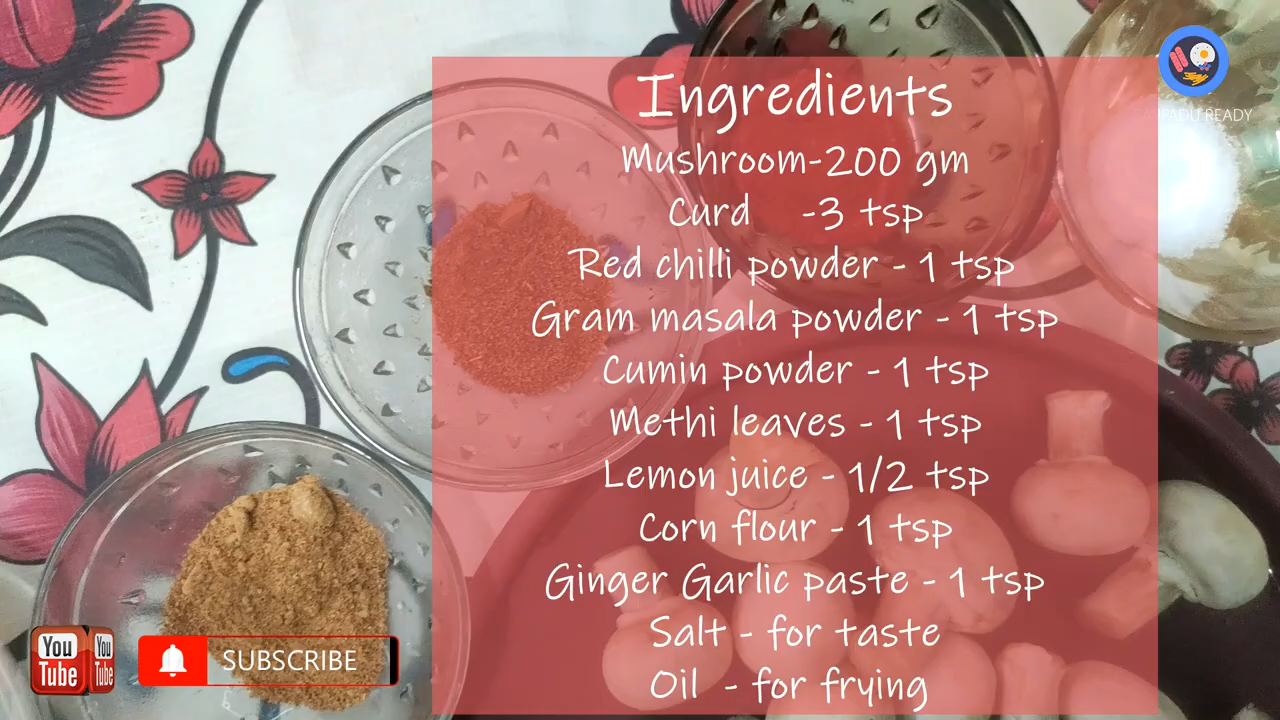 Ingredients
Mushroom-200 gm
Curd -3 tsp
Red chilli powder - 1 tsp
Gram masala powder - 1 tsp
Cumin powder - 1 tsp
Methi leaves - 1 tsp
Lemon juice - 1/2 tsp
Corn flour - 1 tsp
Ginger Garlic paste - 1 tsp
Salt - for taste
Oil - for frying
READY
You Tube
You Tube
SUBSCRIBE